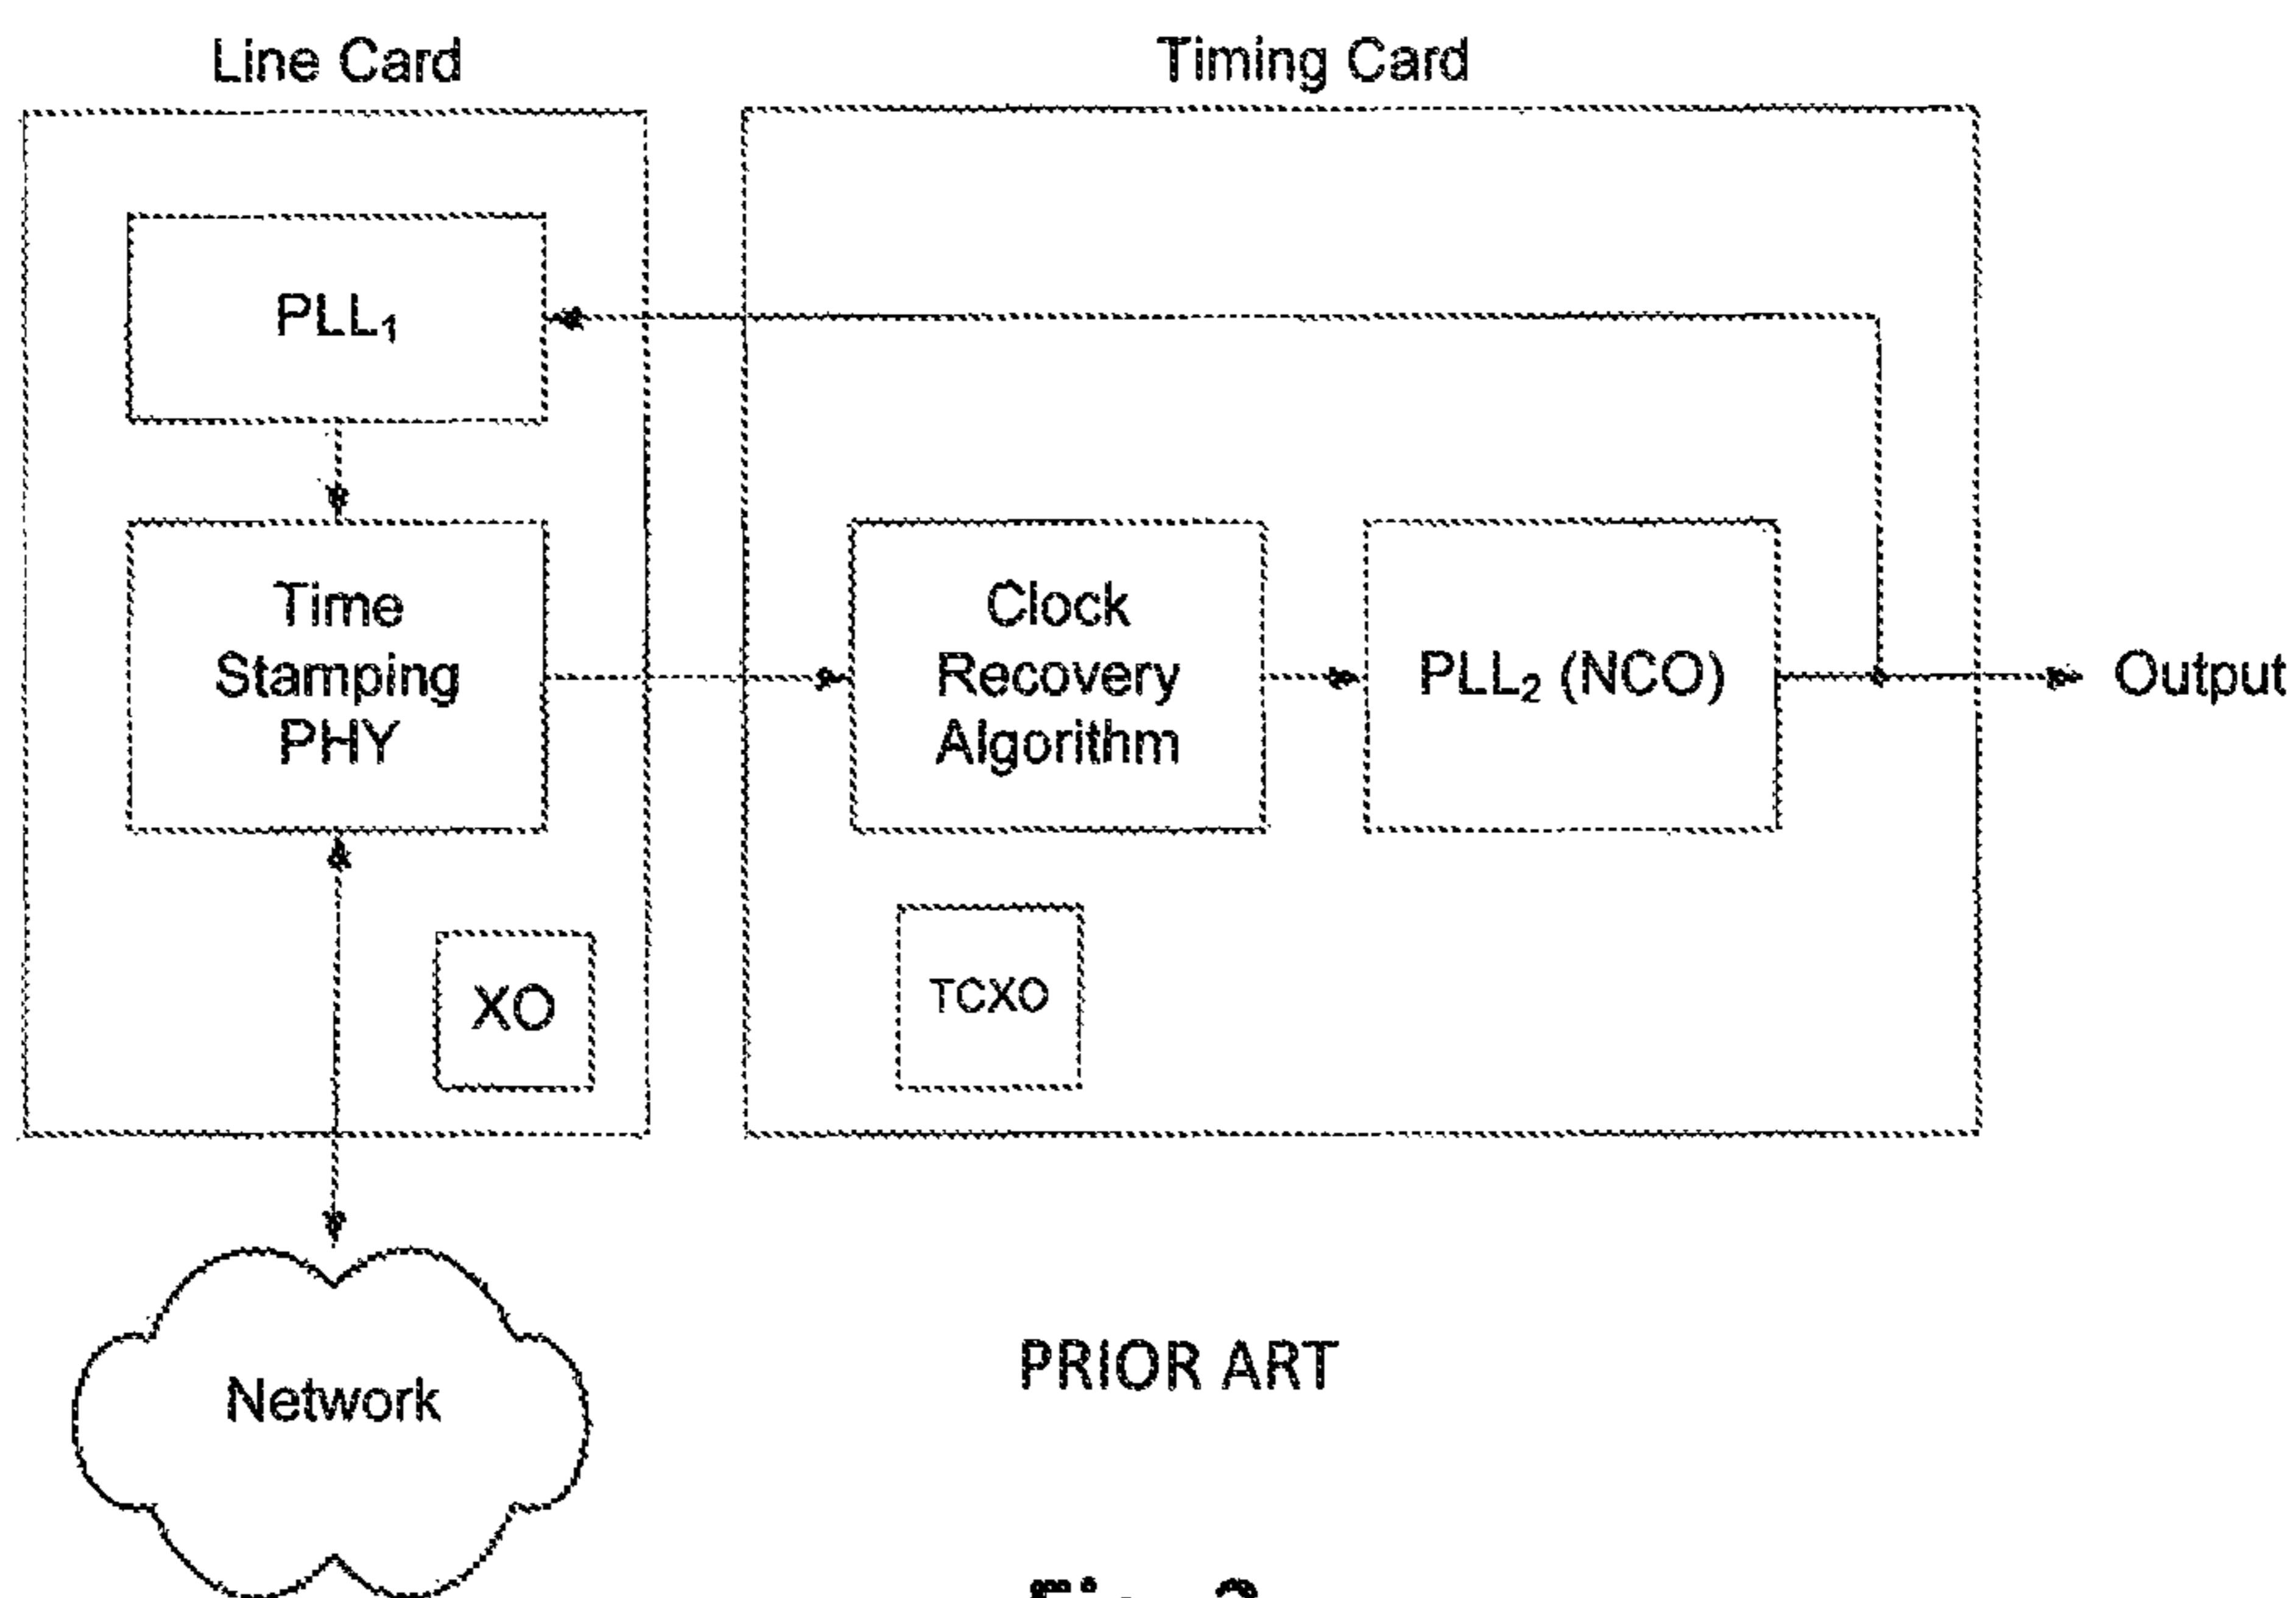 Line Card
Timing Card
PLL₁
Time
Stamping
PHY
Clock
Recovery
Algorithm
PLL₂ (NCO)
Output
XO
TCXO
PRIOR ART
Network